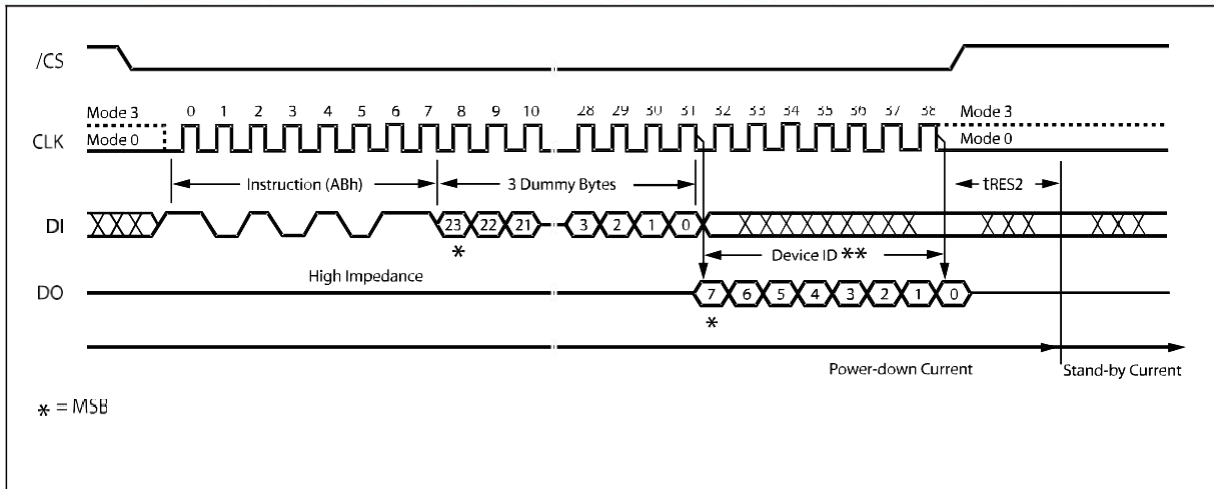 /CS
0 1 2 3 4 5 6 7 8 9 10 28 29 30 31 32 33 34 35 36 37 38
Mode 3 Mode 3
CLK Mode 0 Mode 0
Instruction (ABh) 3 Dummy Bytes tRES2
DI 23 22 21 3 2 1 0
* Device ID **
High Impedance
DO 7 6 5 4 3 2 1 0
*
Power-down Current Stand-by Current
* = MSB